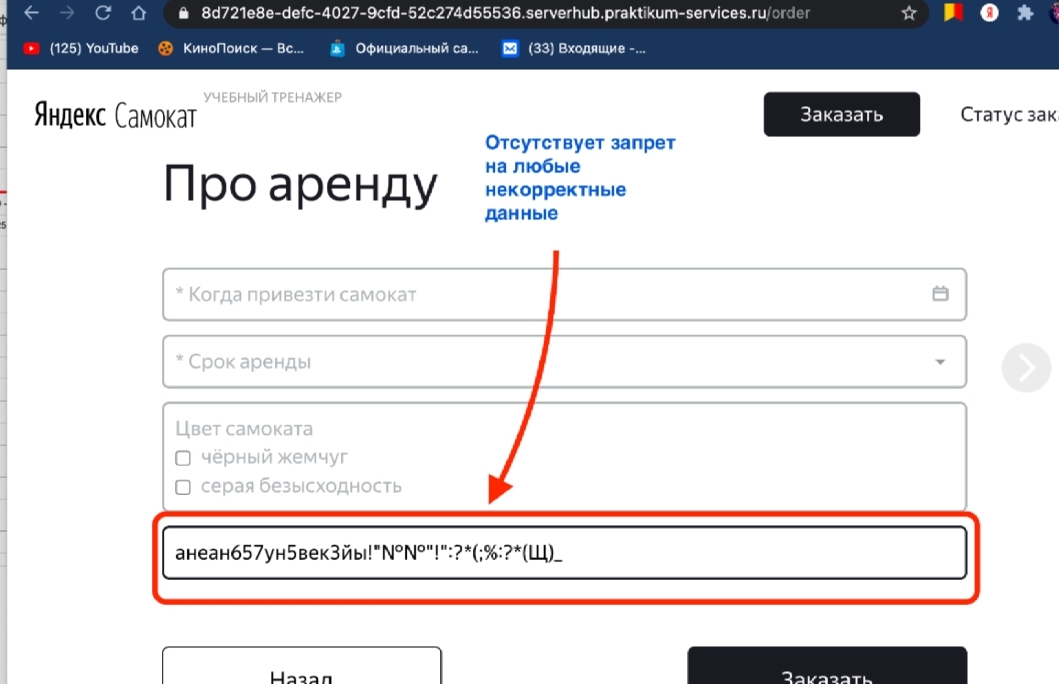 8d721e8e-defc-4027-9cfd-52c274d55536.serverhub.praktikum-services.ru/order
(125) YouTube КиноПоиск — Вс... Официальный са... (33) Входящие -...
УЧЕБНЫЙ ТРЕНАЖЕР
Яндекс Самокат
Заказать
Статус зак
Отсутствует запрет
на любые
некорректные
данные
Про аренду
* Когда привезти самокат
* Срок аренды
Цвет самоката
чёрный жемчуг
серая безысходность
анеан657ун5век3йы!"№№"!":?*(;%:?*(Щ)_
Назад
Заказать